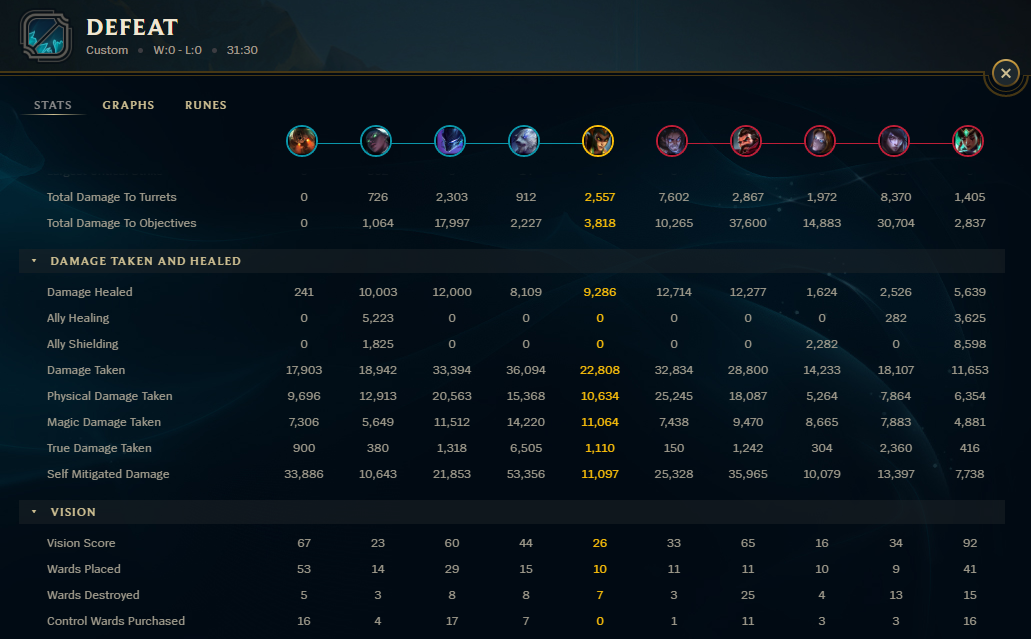 DEFEAT
Custom • W:0 - L:0 • 31:30
STATS GRAPHS RUNES
Total Damage To Turrets 0 726 2,303 912 2,557 7,602 2,867 1,972 8,370 1,405
Total Damage To Objectives 0 1,064 17,997 2,227 3,818 10,265 37,600 14,883 30,704 2,837
DAMAGE TAKEN AND HEALED
Damage Healed 241 10,003 12,000 8,109 9,286 12,714 12,277 1,624 2,526 5,639
Ally Healing 0 5,223 0 0 0 0 0 0 282 3,625
Ally Shielding 0 1,825 0 0 0 0 0 2,282 0 8,598
Damage Taken 17,903 18,942 33,394 36,094 22,808 32,834 28,800 14,233 18,107 11,653
Physical Damage Taken 9,696 12,913 20,563 15,368 10,634 25,245 18,087 5,264 7,864 6,354
Magic Damage Taken 7,306 5,649 11,512 14,220 11,064 7,438 9,470 8,665 7,883 4,881
True Damage Taken 900 380 1,318 6,505 1,110 150 1,242 304 2,360 416
Self Mitigated Damage 33,886 10,643 21,853 53,356 11,097 25,328 35,965 10,079 13,397 7,738
VISION
Vision Score 67 23 60 44 26 33 65 16 34 92
Wards Placed 53 14 29 15 10 11 11 10 9 41
Wards Destroyed 5 3 8 8 7 3 25 4 13 15
Control Wards Purchased 16 4 17 7 0 1 11 3 3 16